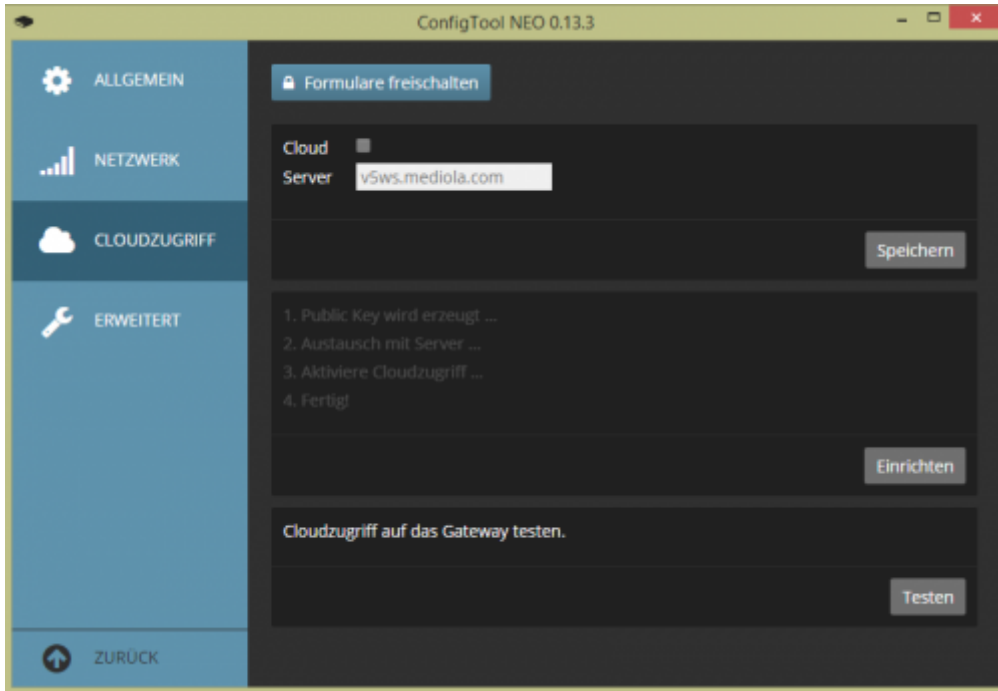 ConfigTool NEO 0.13.3
ALLGEMEIN
NETZWERK
CLOUDZUGRIFF
ERWEITERT
ZURÜCK
Formulare freischalten
Cloud
Server v5ws.mediola.com
Speichern
1. Public Key wird erzeugt ...
2. Austausch mit Server ...
3. Aktiviere Cloudzugriff ...
4. Fertig!
Einrichten
Cloudzugriff auf das Gateway testen.
Testen